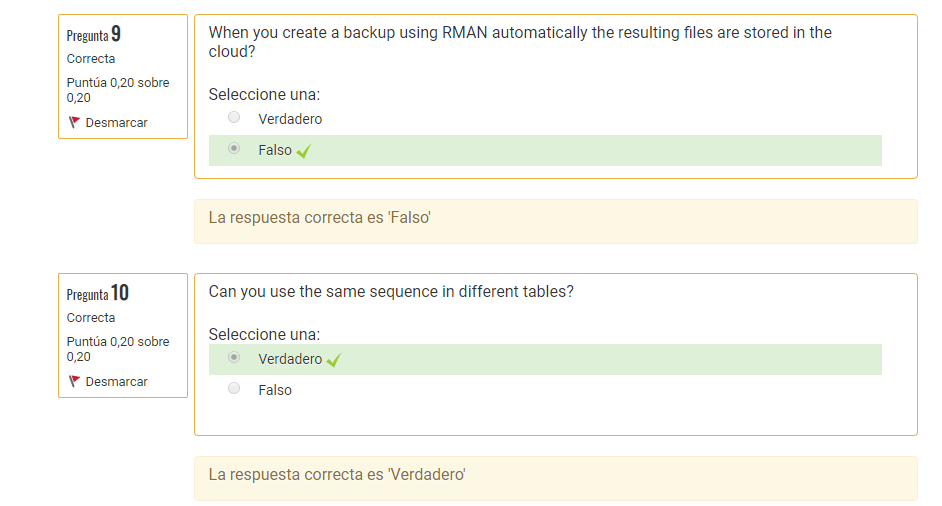 Pregunta 9
Correcta
Puntúa 0,20 sobre
0,20
Desmarcar
When you create a backup using RMAN automatically the resulting files are stored in the
cloud?
Seleccione una:
Verdadero
Falso
La respuesta correcta es 'Falso'
Pregunta 10
Correcta
Puntúa 0,20 sobre
0,20
Desmarcar
Can you use the same sequence in different tables?
Seleccione una:
Verdadero
Falso
La respuesta correcta es 'Verdadero'